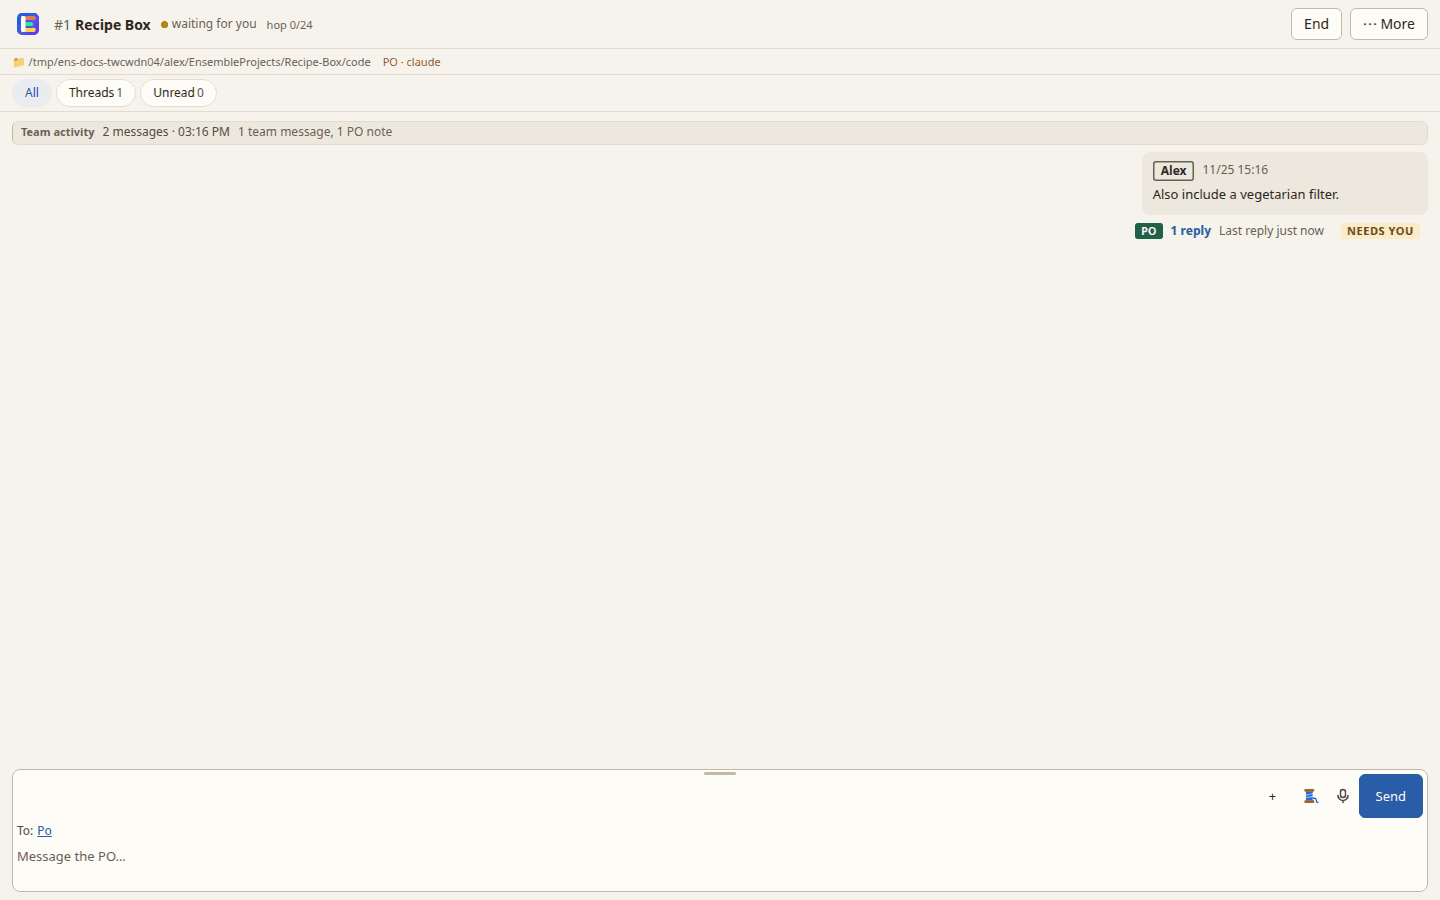 #1 Recipe Box waiting for you hop 0/24 End ··· More
/tmp/ens-docs-twcwdn04/alex/EnsembleProjects/Recipe-Box/code PO · claude
All Threads 1 Unread 0
Team activity 2 messages · 03:16 PM 1 team message, 1 PO note
Alex 11/25 15:16
Also include a vegetarian filter.
PO 1 reply Last reply just now NEEDS YOU
+ Send
To: Po
Message the PO...